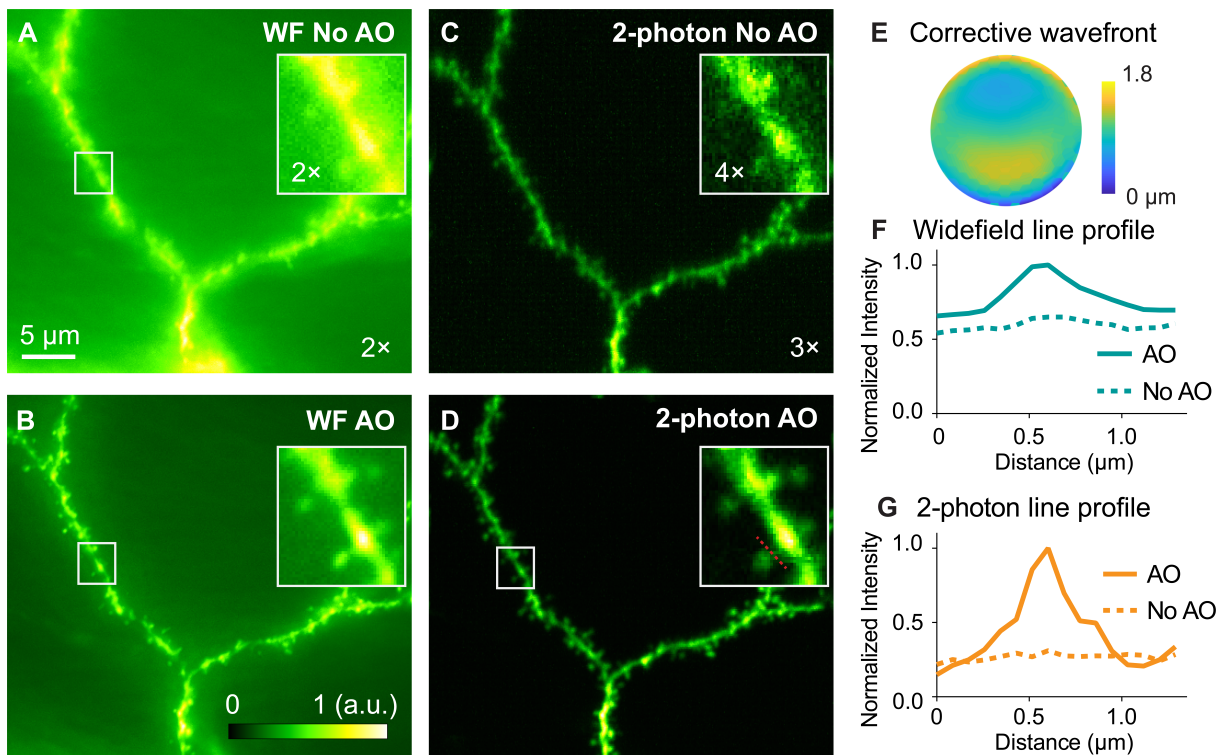 A
WF No AO
2×
5 µm
2×
B
WF AO
0
1 (a.u.)
C
2-photon No AO
4×
3×
D
2-photon AO
E Corrective wavefront
1.8
0 µm
F Widefield line profile
Normalized Intensity
1.0
0.5
0.0
AO
No AO
0
0.5
1.0
Distance (µm)
G 2-photon line profile
Normalized Intensity
1.0
0.5
0.0
AO
No AO
0
0.5
1.0
Distance (µm)